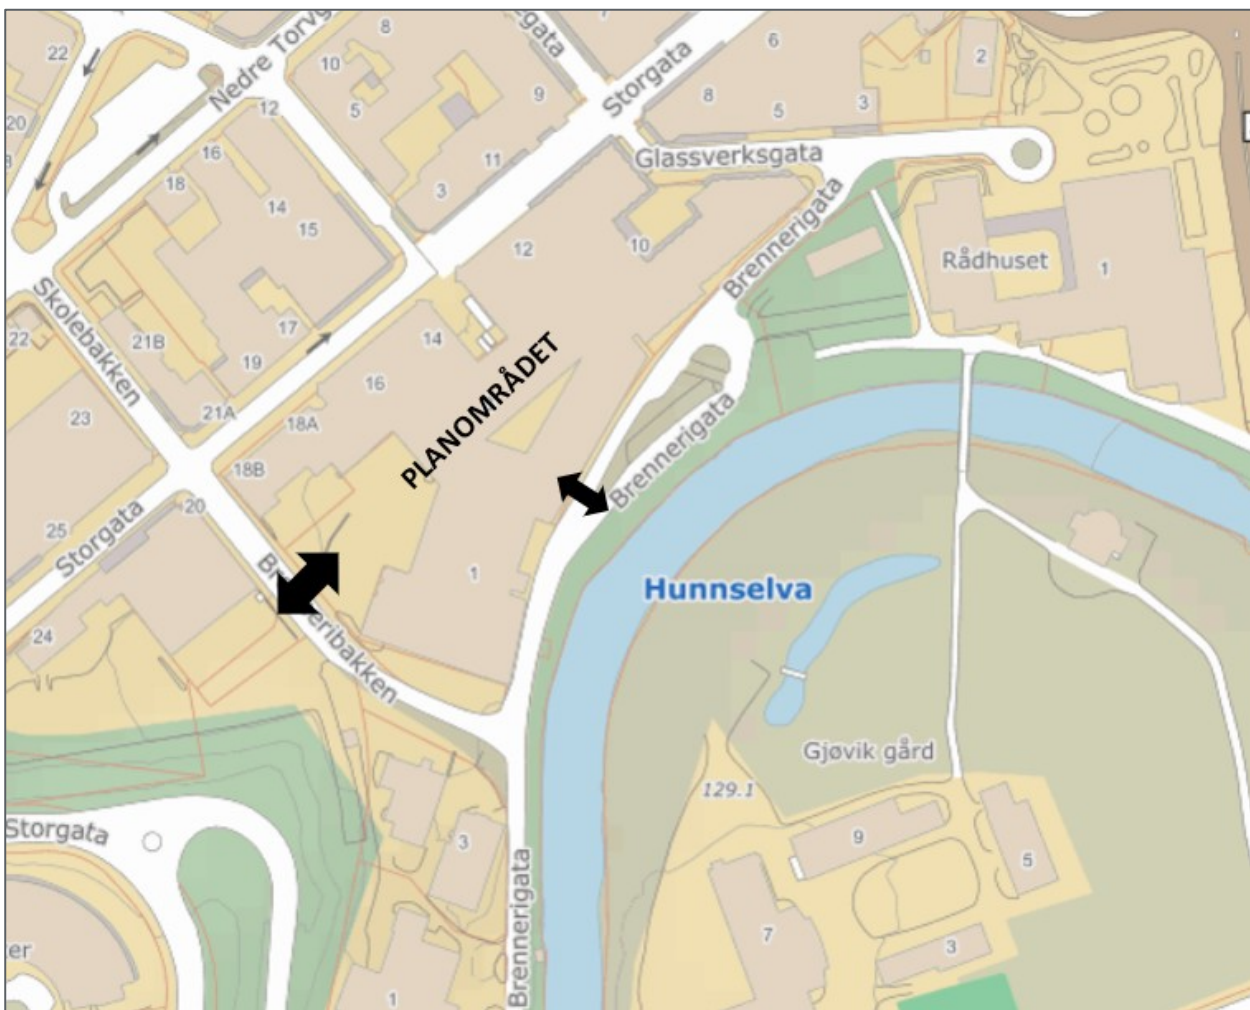 22
Nedre Torvg
12
10
8
5
egata
9
Storgata
6
8
5
3
2
20
16
18
14
15
11
3
Glassverksgata
12
10
Brennerigata
Rådhuset
1
Skolebakken
22
21B
17
19
14
16
PLANOMRÅDET
23
21A
18A
18B
Brennerigata
20
25
Storgata
1
Hunnselva
24
Brenneribakken
Gjøvik gård
129.1
Storgata
3
9
5
7
3
Brennerigata
er
1